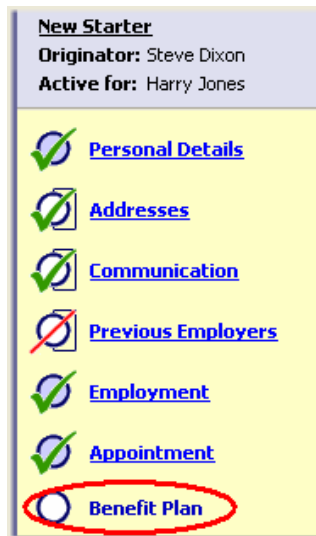 New Starter
Originator: Steve Dixon
Active for: Harry Jones
Personal Details
Addresses
Communication
Previous Employers
Employment
Appointment
Benefit Plan